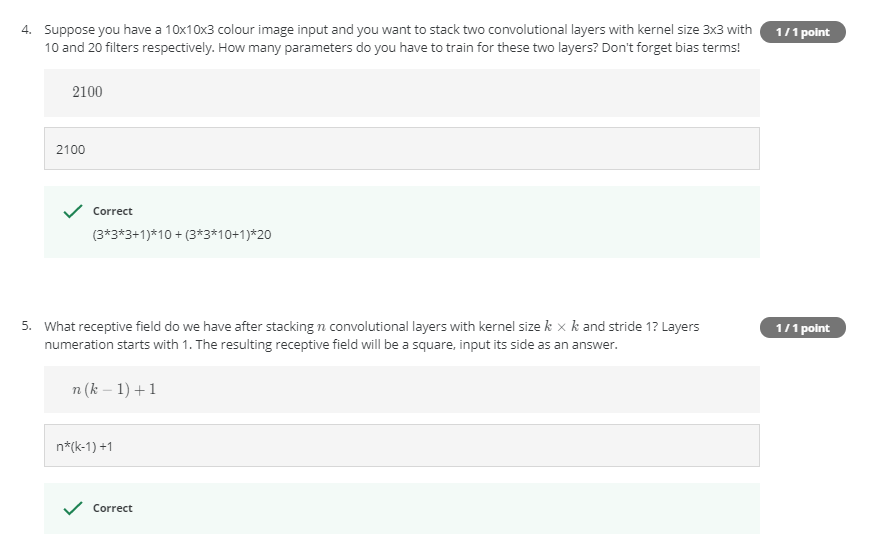 4. Suppose you have a 10x10x3 colour image input and you want to stack two convolutional layers with kernel size 3x3 with
1 / 1 point
10 and 20 filters respectively. How many parameters do you have to train for these two layers? Don't forget bias terms!
2100
2100
Correct
(3*3*3+1)*10 + (3*3*10+1)*20
5. What receptive field do we have after stacking n convolutional layers with kernel size k × k and stride 1? Layers
1 / 1 point
numeration starts with 1. The resulting receptive field will be a square, input its side as an answer.
n (k − 1) + 1
n*(k-1) +1
Correct